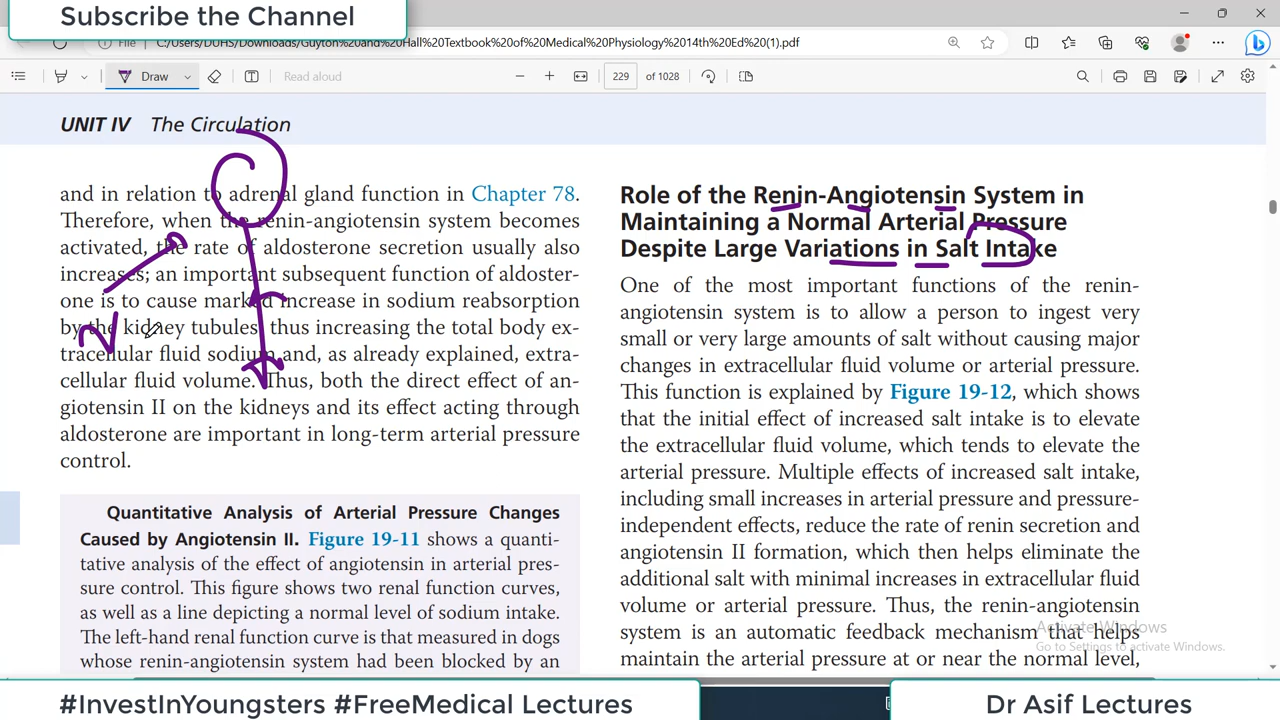 Subscribe the Channel
File
C:/Users/DUHS/Downloads/Guyton%20and%20Hall%20Textbook%20of%20Medical%20Physiology%2014th%20Ed%20(1).pdf
Draw
Read aloud
229 of 1028
UNIT IV The Circulation
and in relation to adrenal gland function in Chapter 78.
Therefore, when the renin-angiotensin system becomes
activated, the rate of aldosterone secretion usually also
increases; an important subsequent function of aldoster-
one is to cause marked increase in sodium reabsorption
by the kidney tubules, thus increasing the total body ex-
tracellular fluid sodium and, as already explained, extra-
cellular fluid volume. Thus, both the direct effect of an-
giotensin II on the kidneys and its effect acting through
aldosterone are important in long-term arterial pressure
control.
Quantitative Analysis of Arterial Pressure Changes
Caused by Angiotensin II. Figure 19-11 shows a quanti-
tative analysis of the effect of angiotensin in arterial pres-
sure control. This figure shows two renal function curves,
as well as a line depicting a normal level of sodium intake.
The left-hand renal function curve is that measured in dogs
whose renin-angiotensin system had been blocked by an
Role of the Renin-Angiotensin System in
Maintaining a Normal Arterial Pressure
Despite Large Variations in Salt Intake
One of the most important functions of the renin-
angiotensin system is to allow a person to ingest very
small or very large amounts of salt without causing major
changes in extracellular fluid volume or arterial pressure.
This function is explained by Figure 19-12, which shows
that the initial effect of increased salt intake is to elevate
the extracellular fluid volume, which tends to elevate the
arterial pressure. Multiple effects of increased salt intake,
including small increases in arterial pressure and pressure-
independent effects, reduce the rate of renin secretion and
angiotensin II formation, which then helps eliminate the
additional salt with minimal increases in extracellular fluid
volume or arterial pressure. Thus, the renin-angiotensin
system is an automatic feedback mechanism that helps
maintain the arterial pressure at or near the normal level,
Activate Windows
Go to Settings to activate Windows.
#InvestInYoungsters #FreeMedical Lectures
Dr Asif Lectures